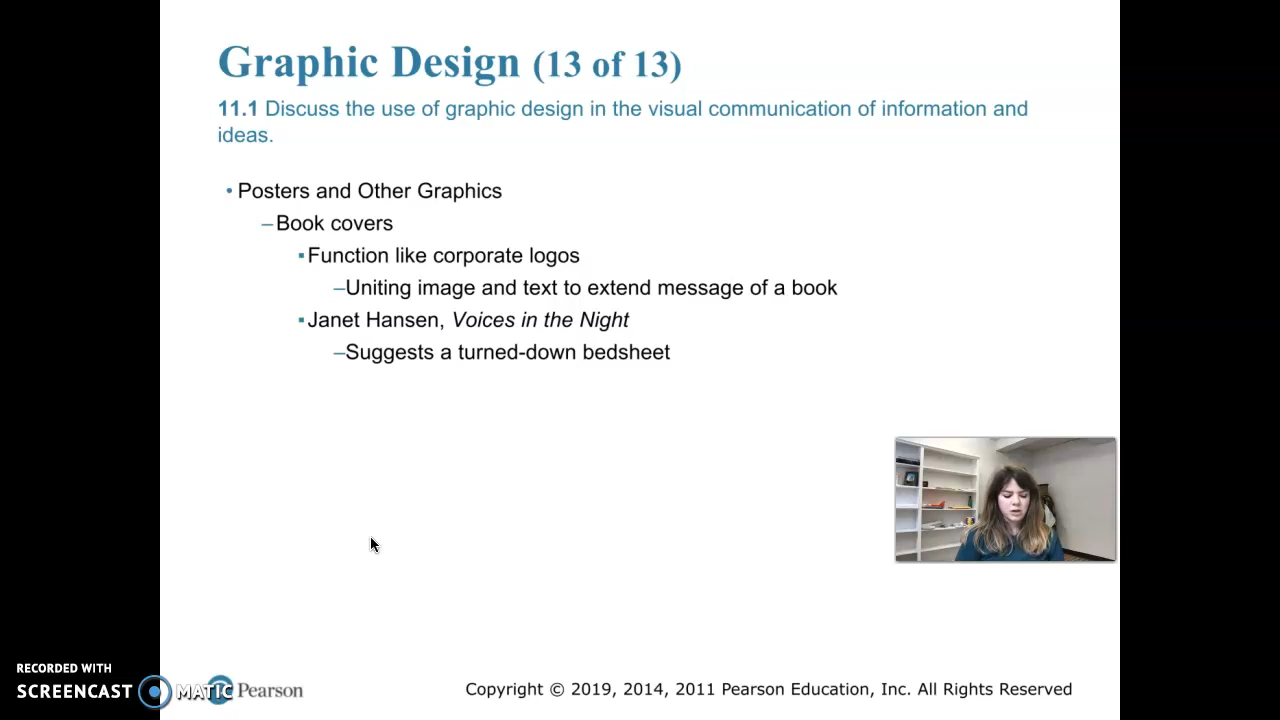 Graphic Design (13 of 13)
11.1 Discuss the use of graphic design in the visual communication of information and
ideas.
• Posters and Other Graphics
–Book covers
▪Function like corporate logos
–Uniting image and text to extend message of a book
▪Janet Hansen, Voices in the Night
–Suggests a turned-down bedsheet
RECORDED WITH
SCREENCAST MATIC
Pearson
Copyright © 2019, 2014, 2011 Pearson Education, Inc. All Rights Reserved